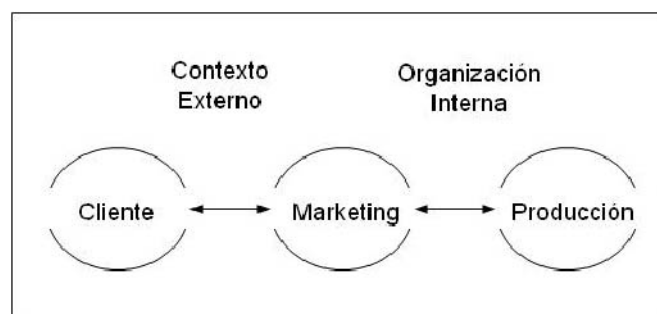 Contexto
Externo
Organización
Interna
Cliente
Marketing
Producción